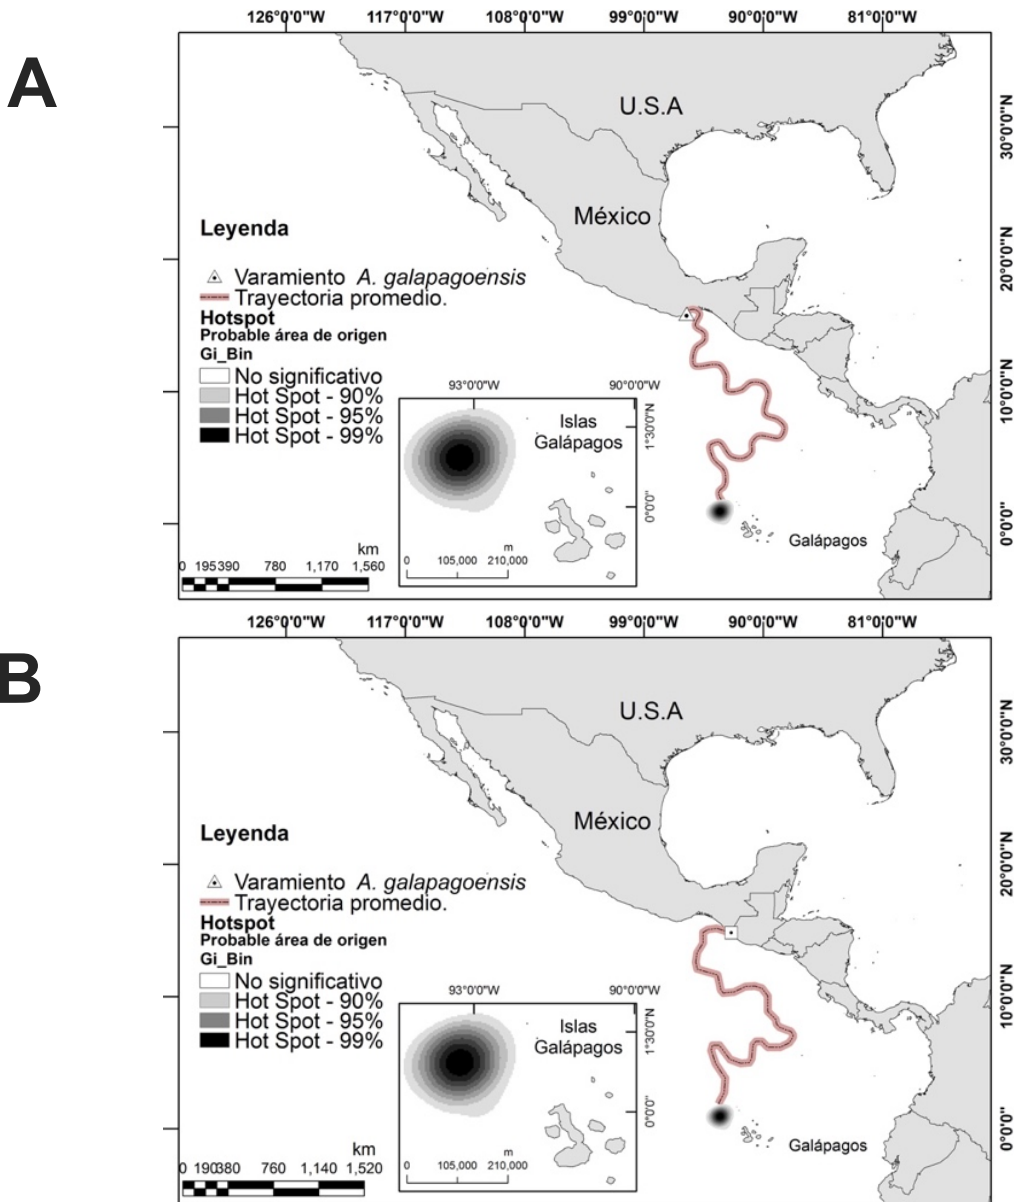 A
126°0'0"W 117°0'0"W 108°0'0"W 99°0'0"W 90°0'0"W 81°0'0"W
30°0'0"N
20°0'0"N
10°0'0"N
0°0'0"
U.S.A
México
Leyenda
Varamiento A. galapagoensis
Trayectoria promedio.
Hotspot
Probable área de origen
Gi_Bin
No significativo
Hot Spot - 90%
Hot Spot - 95%
Hot Spot - 99%
93°0'0"W 90°0'0"W
Islas
Galápagos
1°30'0"N
0°0'0"
m
0 105,000 210,000
Galápagos
km
0 195 390 780 1,170 1,560
B
126°0'0"W 117°0'0"W 108°0'0"W 99°0'0"W 90°0'0"W 81°0'0"W
30°0'0"N
20°0'0"N
10°0'0"N
0°0'0"
U.S.A
México
Leyenda
Varamiento A. galapagoensis
Trayectoria promedio.
Hotspot
Probable área de origen
Gi_Bin
No significativo
Hot Spot - 90%
Hot Spot - 95%
Hot Spot - 99%
93°0'0"W 90°0'0"W
Islas
Galápagos
1°30'0"N
0°0'0"
m
0 105,000 210,000
Galápagos
km
0 190 380 760 1,140 1,520